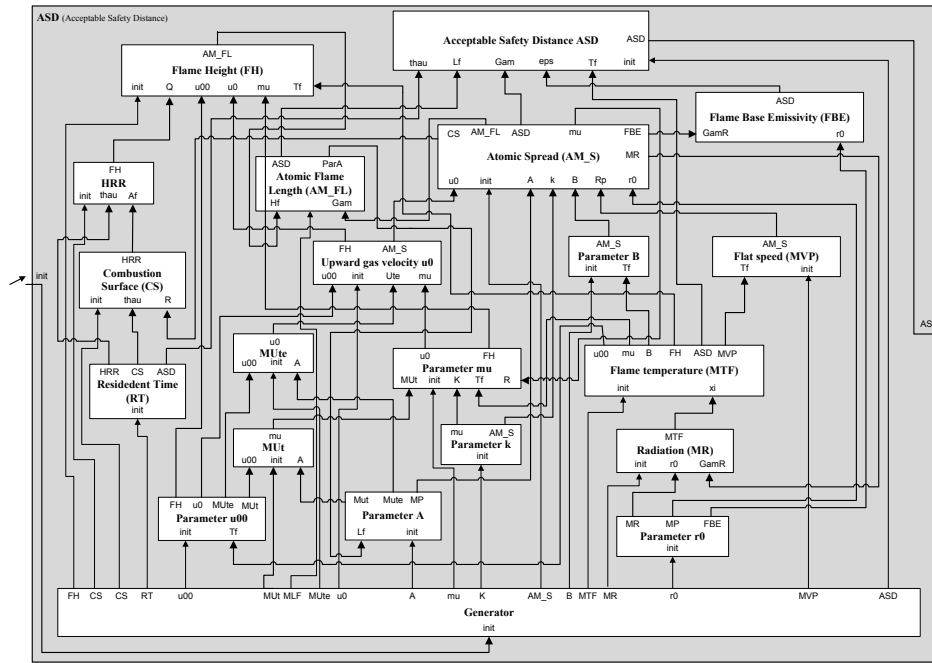 ASD (Acceptable Safety Distance)
AM_FL
Flame Height (FH)
init Q u00 u0 mu Tf
Acceptable Safety Distance ASD
ASD
thau Lf Gam eps Tf init
ASD
Flame Base Emissivity (FBE)
GamR r0
CS AM_FL ASD mu FBE
Atomic Spread (AM_S)
MR
u0 init A k B Rp r0
FH
HRR
init thau Af
ASD ParA
Atomic Flame
Length (AM_FL)
Hf Gam
FH AM_S
Upward gas velocity u0
u00 init Ute mu
AM_S
Parameter B
init Tf
AM_S
Flat speed (MVP)
Tf init
init
HRR
Combustion
Surface (CS)
init thau R
AS
u0
MUte
u00 init A
u0 FH
Parameter mu
MUt init K Tf R
u00 mu B FH ASD MVP
Flame temperature (MTF)
init xi
HRR CS ASD
Residedent Time
(RT)
init
mu
MUt
u00 init A
mu AM_S
Parameter k
init
MTF
Radiation (MR)
init r0 GamR
FH u0 MUte MUt
Parameter u00
init Tf
Mut Mute MP
Parameter A
Lf init
MR MP FBE
Parameter r0
init
FH CS CS RT u00 MUt MLF MUte u0 A mu K AM_S B MTF MR r0 MVP ASD
Generator
init